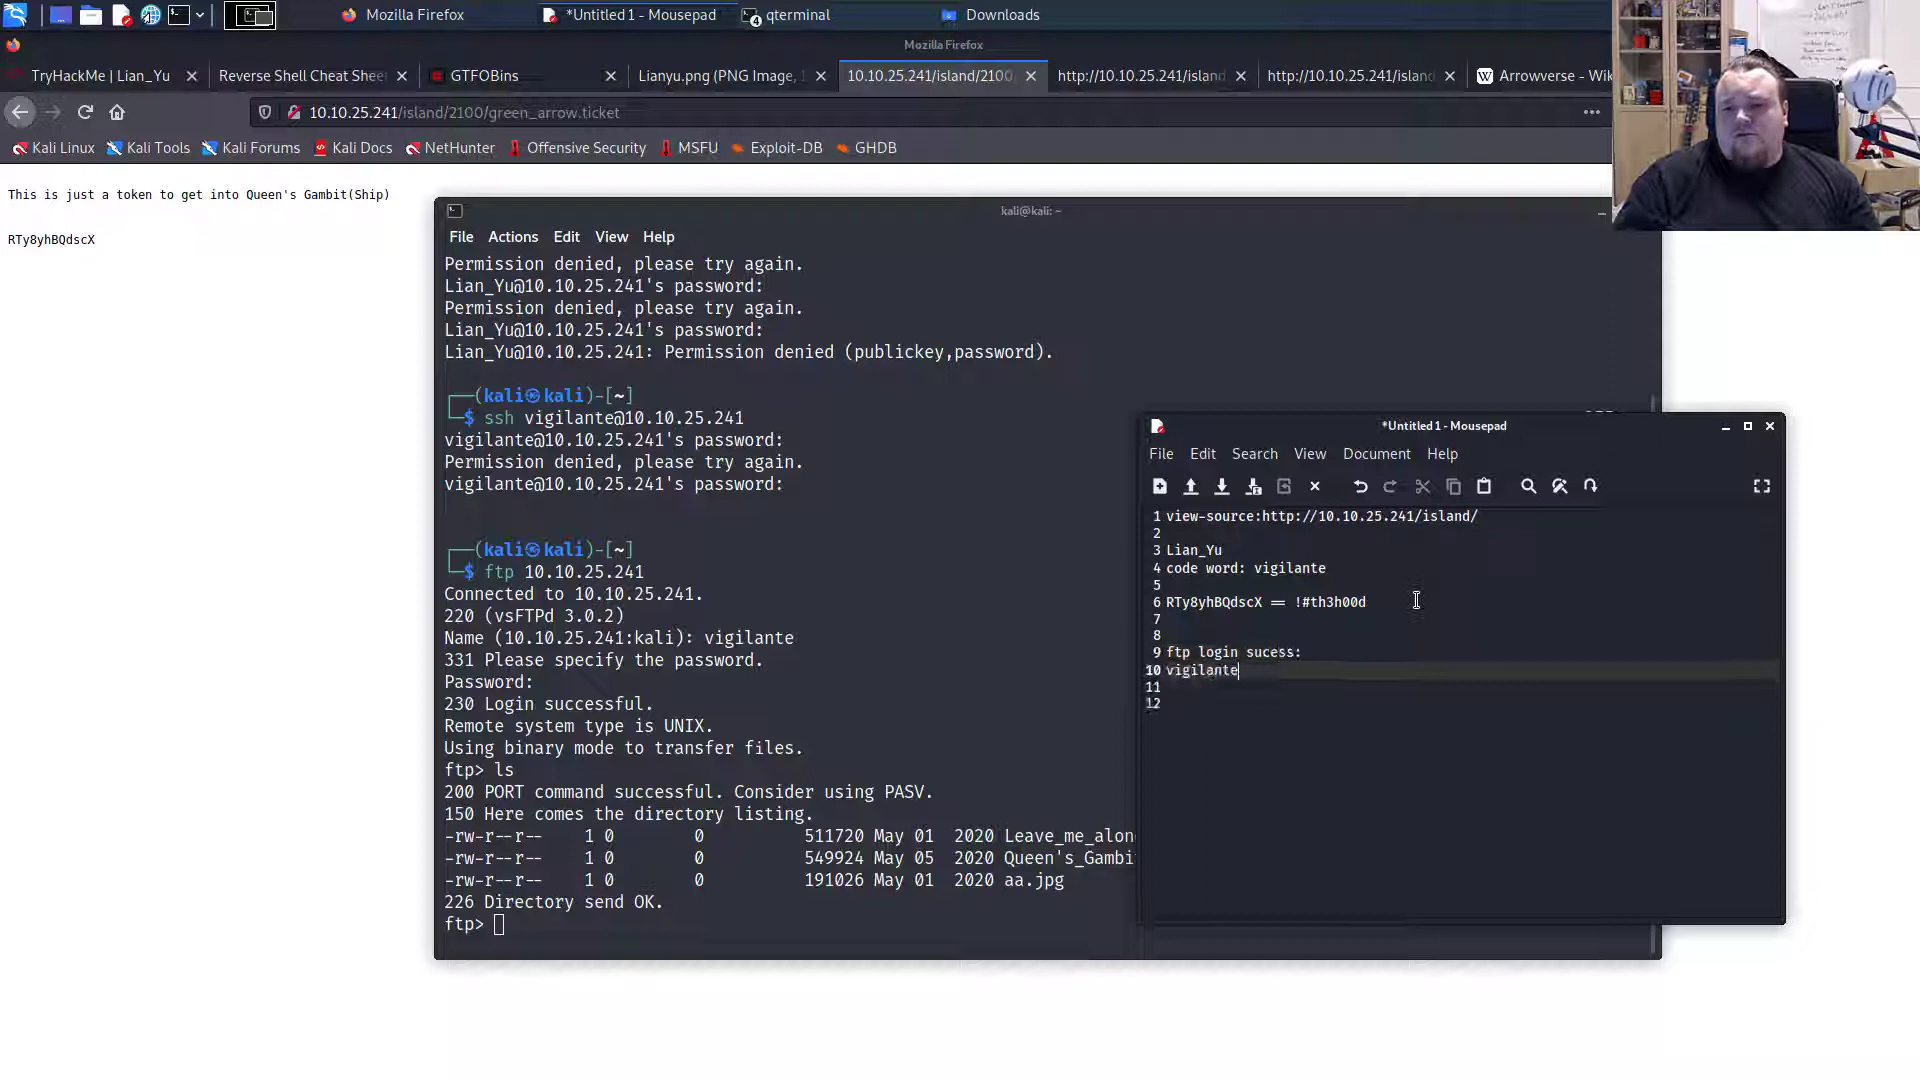 Mozilla Firefox
*Untitled 1 - Mousepad
4 qterminal
Downloads
Mozilla Firefox
TryHackMe | Lian_Yu
Reverse Shell Cheat Shee
GTFOBins
Lianyu.png (PNG Image, 1
10.10.25.241/island/2100
http://10.10.25.241/island
http://10.10.25.241/island
W Arrowverse - Wik
10.10.25.241/island/2100/green_arrow.ticket
Kali Linux
Kali Tools
Kali Forums
Kali Docs
NetHunter
Offensive Security
MSFU
Exploit-DB
GHDB
This is just a token to get into Queen's Gambit(Ship)
RTy8yhBQdscX
kali@kali: ~
File Actions Edit View Help
Permission denied, please try again.
Lian_Yu@10.10.25.241's password:
Permission denied, please try again.
Lian_Yu@10.10.25.241's password:
Lian_Yu@10.10.25.241: Permission denied (publickey,password).
(kali㉿kali)-[~]
$ ssh vigilante@10.10.25.241
vigilante@10.10.25.241's password:
Permission denied, please try again.
vigilante@10.10.25.241's password:
(kali㉿kali)-[~]
$ ftp 10.10.25.241
Connected to 10.10.25.241.
220 (vsFTPd 3.0.2)
Name (10.10.25.241:kali): vigilante
331 Please specify the password.
Password:
230 Login successful.
Remote system type is UNIX.
Using binary mode to transfer files.
ftp> ls
200 PORT command successful. Consider using PASV.
150 Here comes the directory listing.
-rw-r--r-- 1 0 0 511720 May 01 2020 Leave_me_alon
-rw-r--r-- 1 0 0 549924 May 05 2020 Queen's_Gambi
-rw-r--r-- 1 0 0 191026 May 01 2020 aa.jpg
226 Directory send OK.
ftp>
*Untitled 1 - Mousepad
File Edit Search View Document Help
1 view-source:http://10.10.25.241/island/
2
3 Lian_Yu
4 code word: vigilante
5
6 RTy8yhBQdscX == !#th3h00d
7
8
9 ftp login sucess:
10 vigilante
11
12